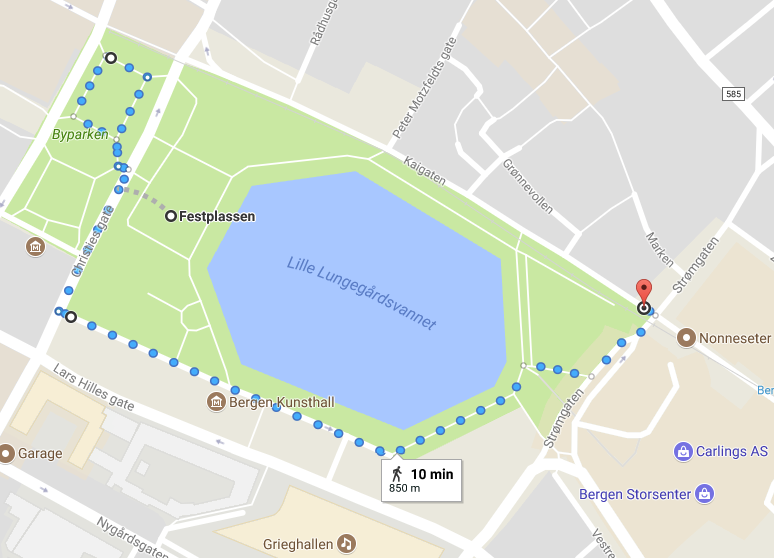 Rådhusg
Peter Motzfeldts gate
585
Byparken
Kaigaten
Grønnevollen
Festplassen
Christies gate
Marken
Strømgaten
Lille Lungegårdsvannet
Nonneseter
Lars Hilles gate
Bergen Kunsthall
Ber
Strømgaten
Garage
Carlings AS
10 min
850 m
Bergen Storsenter
Nygårdsgaten
Grieghallen
Vestre